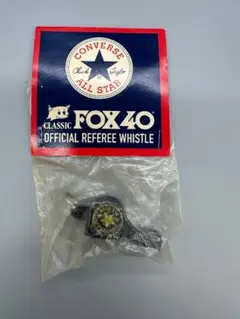 CONVERSE
Chuck Taylor
ALL STAR
CLASSIC FOX 40
OFFICIAL REFEREE WHISTLE